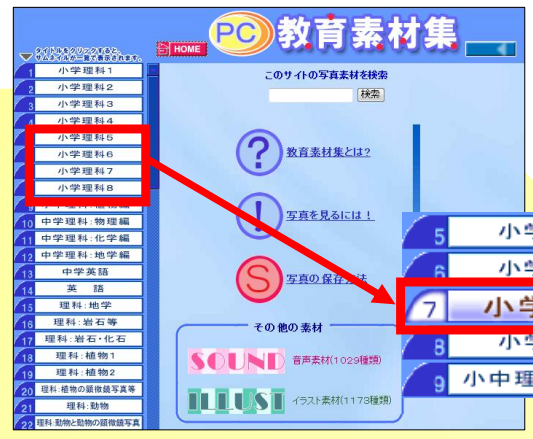 PC 教育素材集
HOME
タイトルをクリックすると、
サムネイルが一覧で表示されます。
1 小学理科1
2 小学理科2
3 小学理科3
4 小学理科4
5 小学理科5
6 小学理科6
7 小学理科7
8 小学理科8
9
10 中学理科:物理編
11 中学理科:化学編
12 中学理科:地学編
13 中学英語
14 英 語
15 理科:地学
16 理科:岩石等
17 理科:岩石・化石
18 理科:植物1
19 理科:植物2
20 理科:植物の顕微鏡写真等
21 理科:動物
22 理科:動物と動物の顕微鏡写真
このサイトの写真素材を検索
検索
? 教育素材集とは?
! 写真を見るには!
S 写真の保存方法
その他の素材
SOUND 音声素材(1029種類)
ILLUST イラスト素材(1173種類)
5 小学
6 小学
7 小学
8 小学
9 小中理